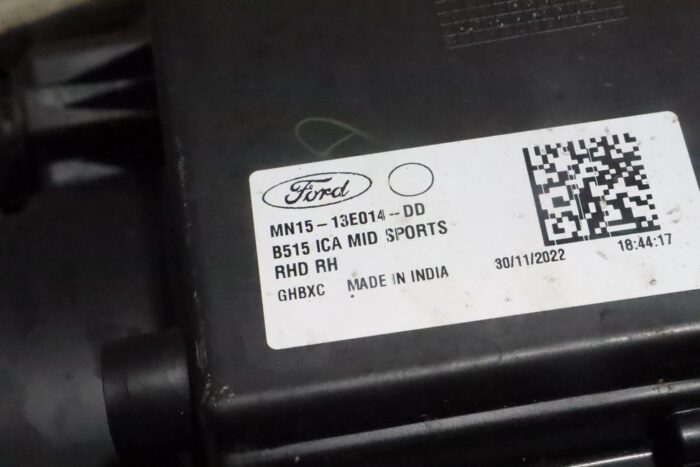 Ford
MN15-13E014-DD
B515 ICA MID SPORTS
RHD RH
GHBXC MADE IN INDIA
30/11/2022
18:44:17